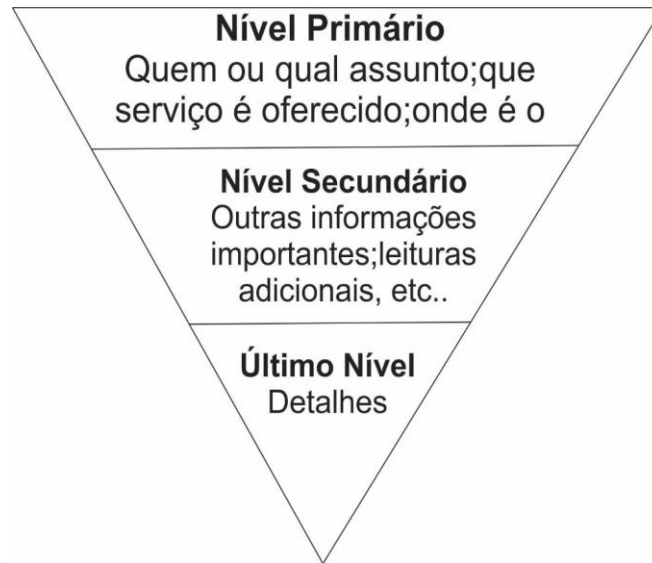 Nível Primário
Quem ou qual assunto;que
serviço é oferecido;onde é o
Nível Secundário
Outras informações
importantes;leituras
adicionais, etc..
Último Nível
Detalhes